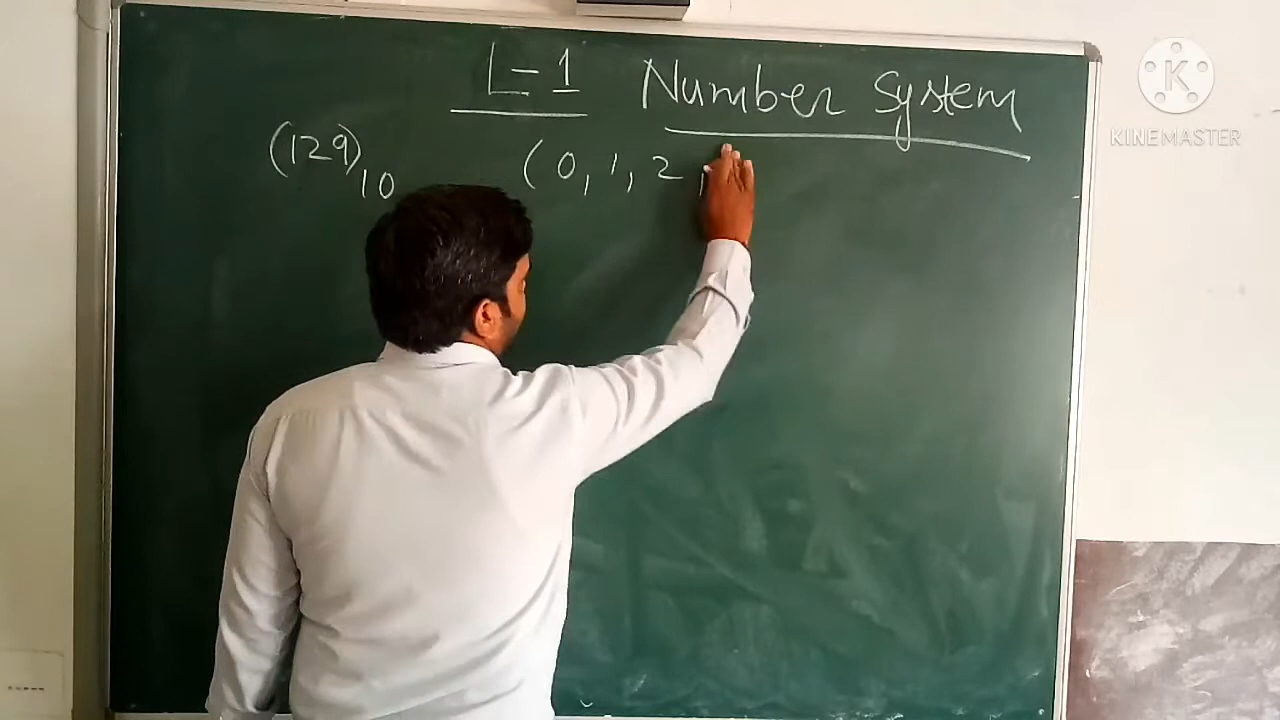 L-1 Number System
(129)10 (0, 1, 2,
K
KINEMASTER